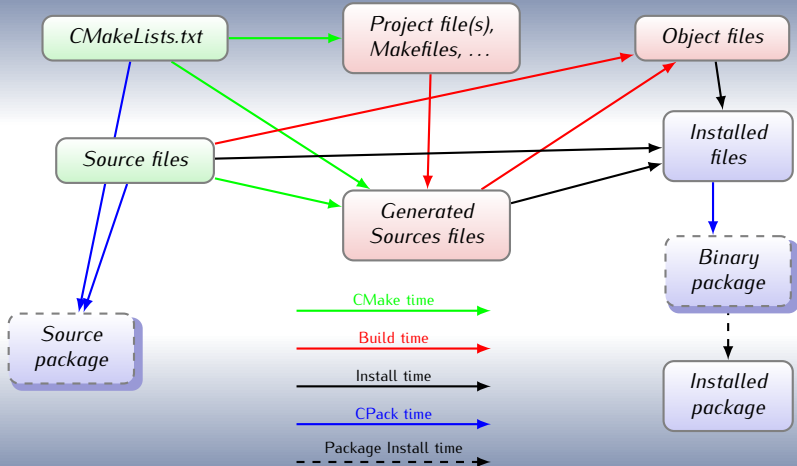 CMakeLists.txt
Project file(s),
Makefiles, ...
Object files
Source files
Installed
files
Generated
Sources files
Binary
package
Source
package
Installed
package
CMake time
Build time
Install time
CPack time
Package Install time